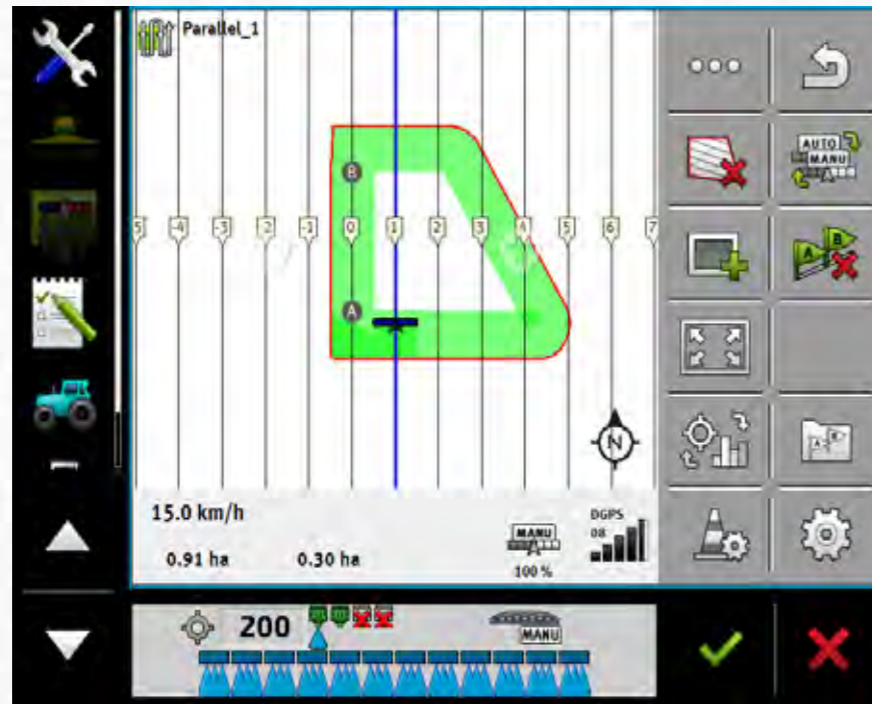 Parallel_1
AUTO
MANU
B
A B
5 -4 -3 -2 -1 0 1 2 3 4 5 6 7
A
N
A B
15.0 km/h
DGPS
MANU
08
0.91 ha 0.30 ha
100 %
200
MANU